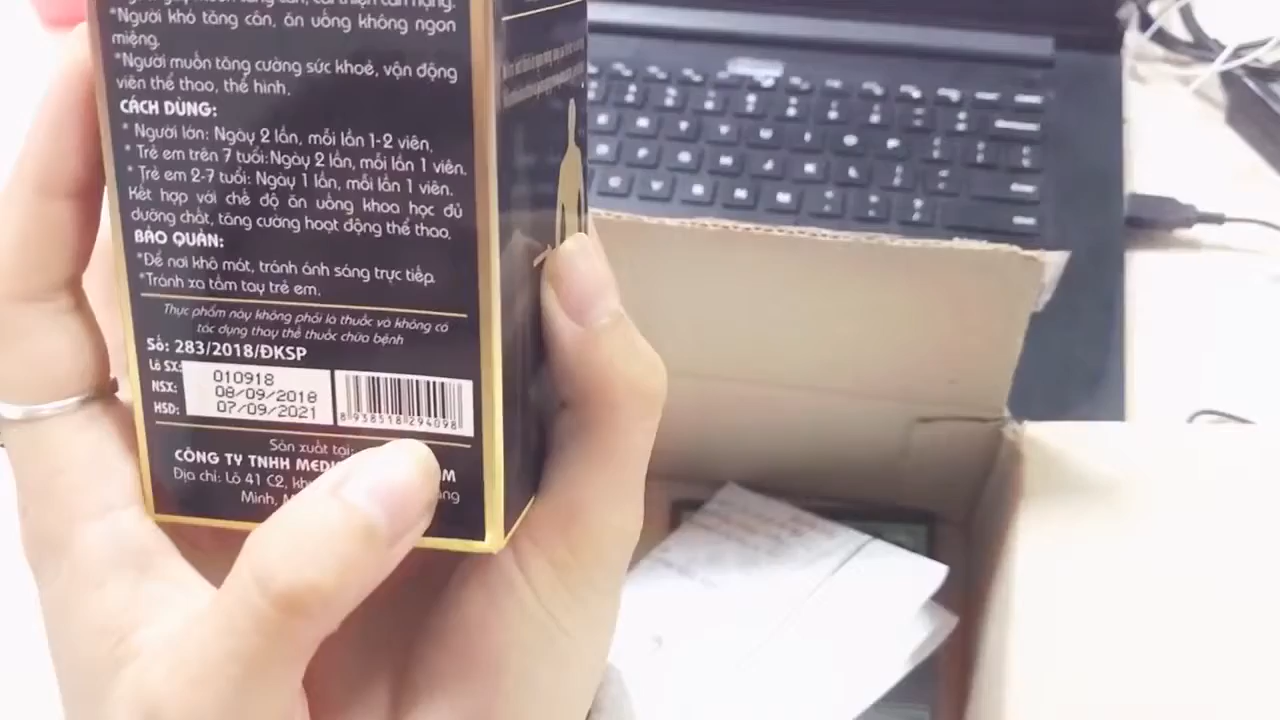 *Người khó tăng cân, ăn uống không ngon
miệng.
*Người muốn tăng cường sức khoẻ, vận động
viên thể thao, thể hình.
CÁCH DÙNG:
* Người lớn: Ngày 2 lần, mỗi lần 1-2 viên.
* Trẻ em trên 7 tuổi: Ngày 2 lần, mỗi lần 1 viên.
* Trẻ em 2-7 tuổi: Ngày 1 lần, mỗi lần 1 viên.
Kết hợp với chế độ ăn uống khoa học đủ
dưỡng chất, tăng cường hoạt động thể thao.
BẢO QUẢN:
*Để nơi khô mát, tránh ánh sáng trực tiếp.
*Tránh xa tầm tay trẻ em.
Thực phẩm này không phải là thuốc và không có
tác dụng thay thế thuốc chữa bệnh
Số: 283/2018/ĐKSP
Lô SX: 010918
NSX: 08/09/2018
HSD: 07/09/2021
8 938518 294098
Sản xuất tại:
CÔNG TY TNHH
Địa chỉ: Lô 41 C2,
Minh,